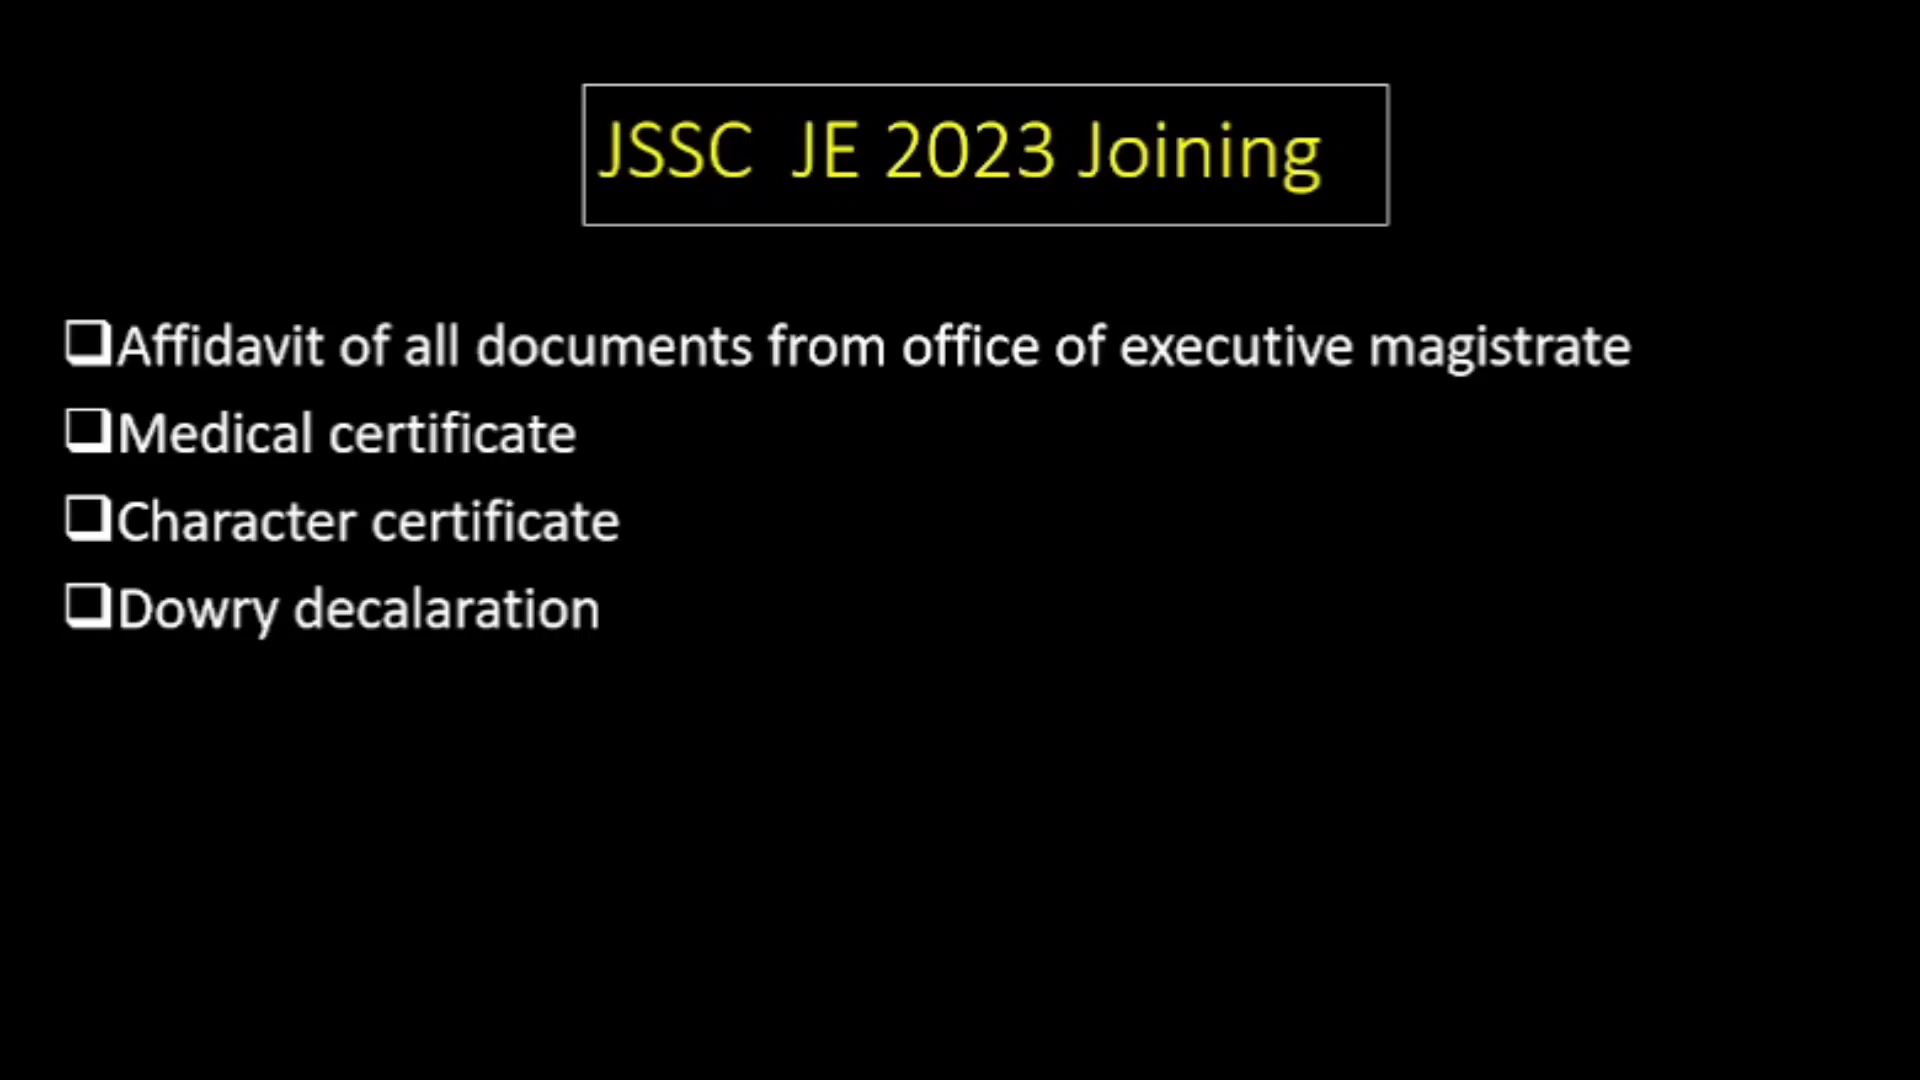 JSSC JE 2023 Joining
❑Affidavit of all documents from office of executive magistrate
❑Medical certificate
❑Character certificate
❑Dowry decalaration